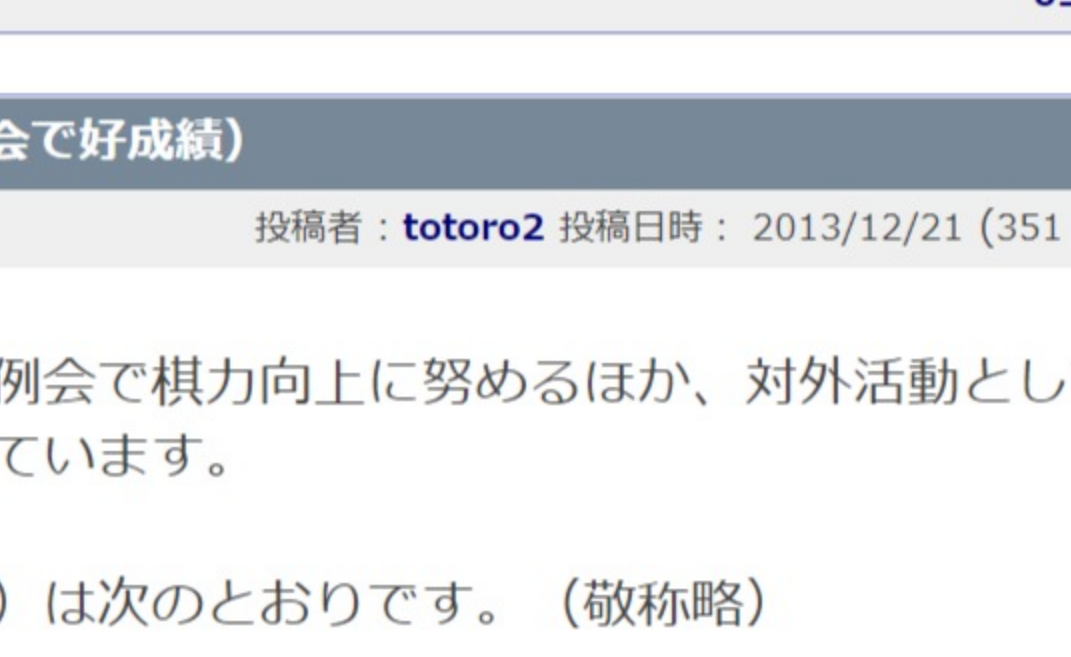 会で好成績）
投稿者：totoro2 投稿日時： 2013/12/21 (351
例会で棋力向上に努めるほか、対外活動とし
ています。
）は次のとおりです。（敬称略）